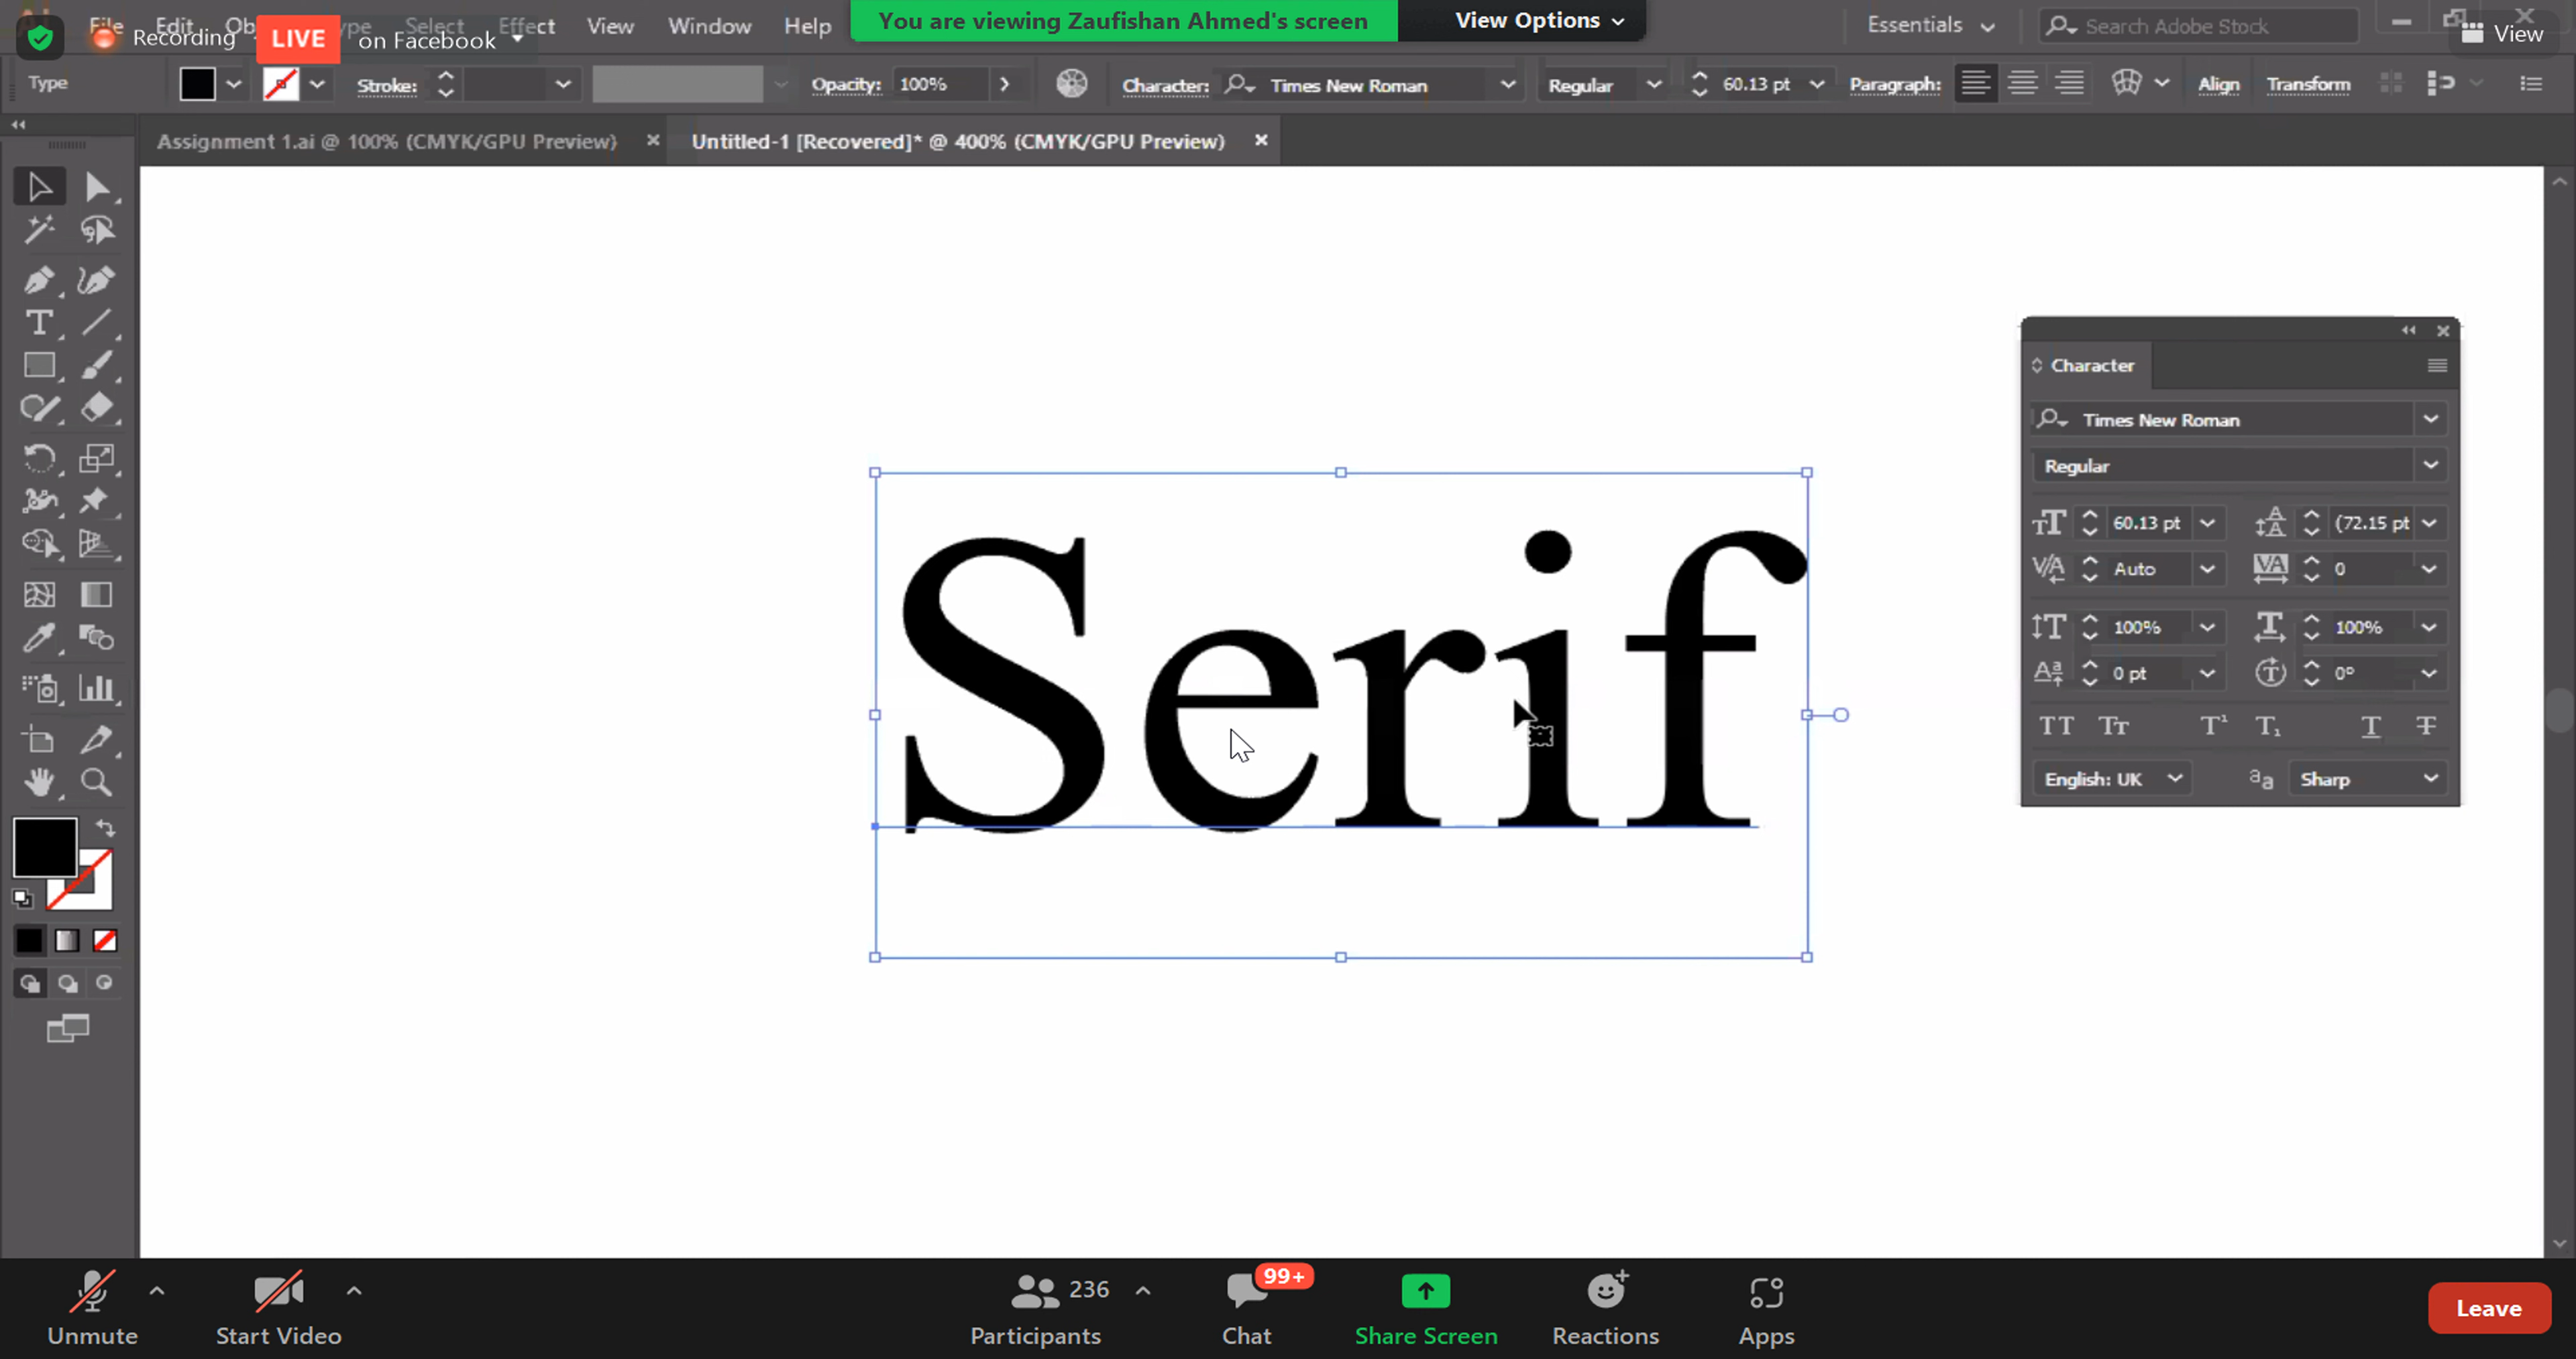 File Edit Select Effect View Window Help
Recording LIVE on Facebook
You are viewing Zaufishan Ahmed's screen View Options
Essentials Search Adobe Stock View
Type Stroke: Opacity: 100% Character: Times New Roman Regular 60.13 pt Paragraph: Align Transform
Assignment 1.ai @ 100% (CMYK/GPU Preview) Untitled-1 [Recovered]* @ 400% (CMYK/GPU Preview)
Serif
Character
Times New Roman
Regular
60.13 pt (72.15 pt
Auto 0
100% 100%
0 pt 0°
English: UK Sharp
Unmute Start Video 236 Participants 99+ Chat Share Screen Reactions Apps Leave